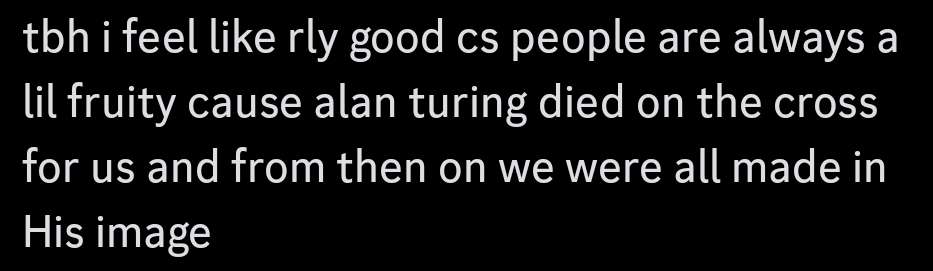 tbh i feel like rly good cs people are always a
lil fruity cause alan turing died on the cross
for us and from then on we were all made in
His image